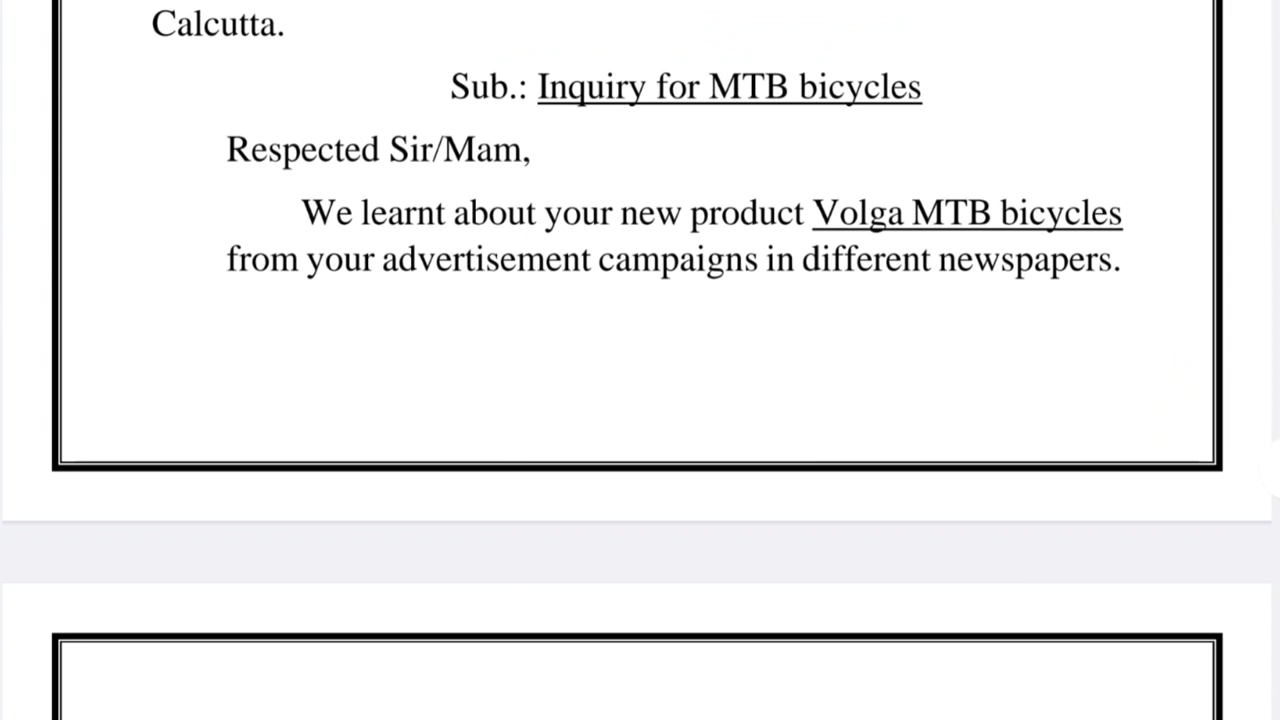 Calcutta.
Sub.: Inquiry for MTB bicycles
Respected Sir/Mam,
We learnt about your new product Volga MTB bicycles
from your advertisement campaigns in different newspapers.